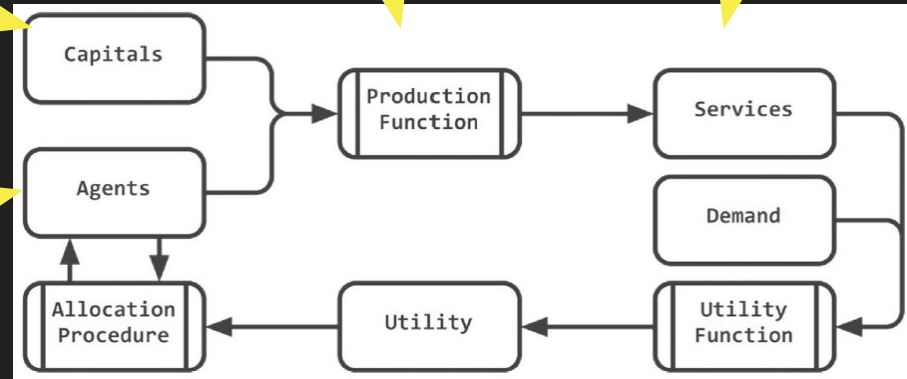 Capitals
Production
Function
Services
Agents
Demand
Allocation
Procedure
Utility
Utility
Function